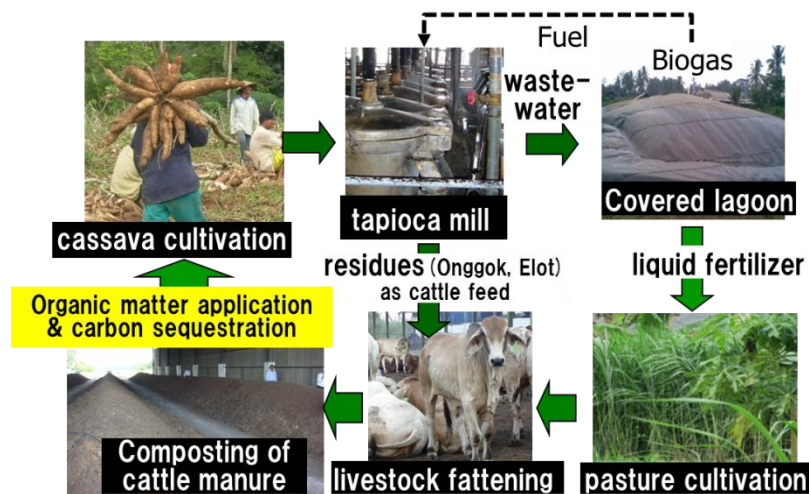 Fuel
Biogas
waste-
water
cassava cultivation
tapioca mill
Covered lagoon
residues (Onggok, Elot)
as cattle feed
liquid fertilizer
Organic matter application
& carbon sequestration
Composting of
cattle manure
livestock fattening
pasture cultivation